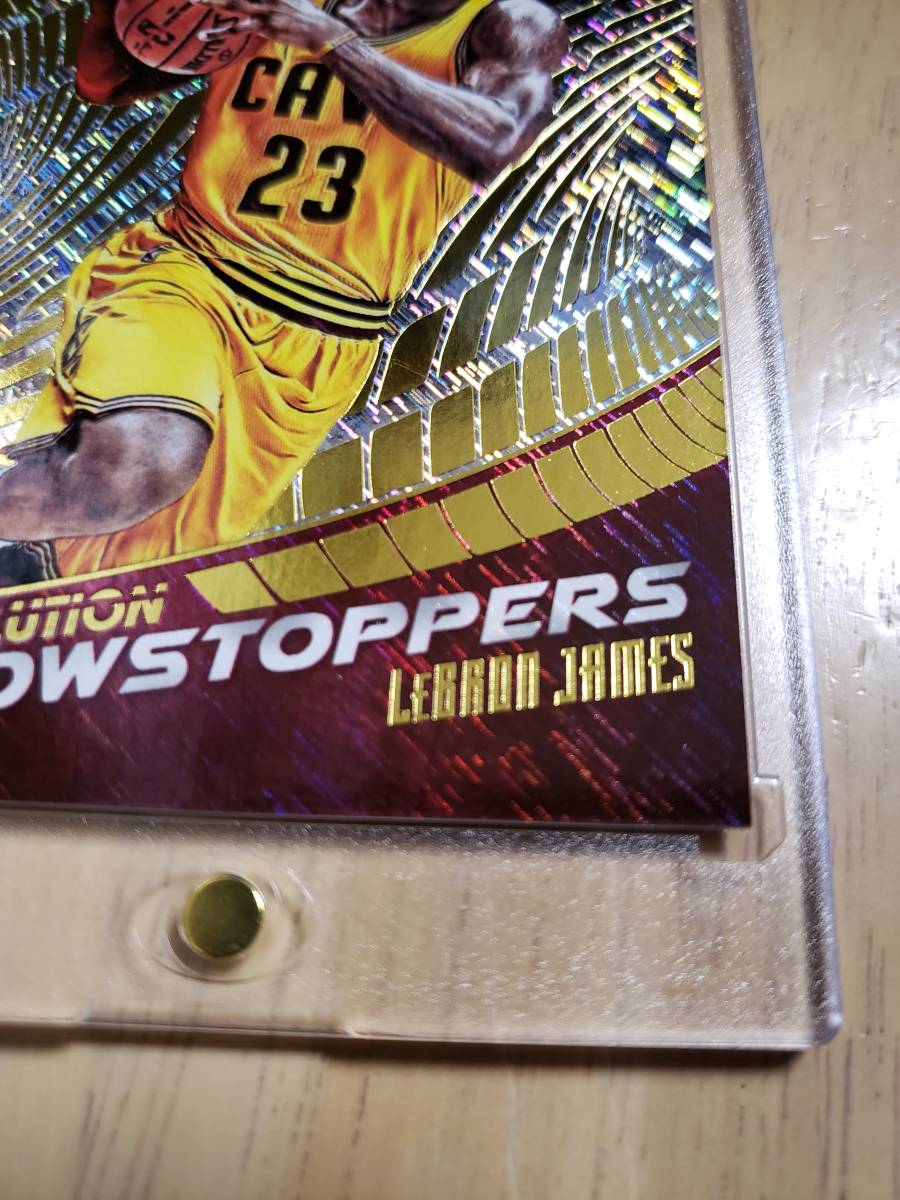 CAV
23
LUTION
OWSTOPPERS
LEBRON JAMES